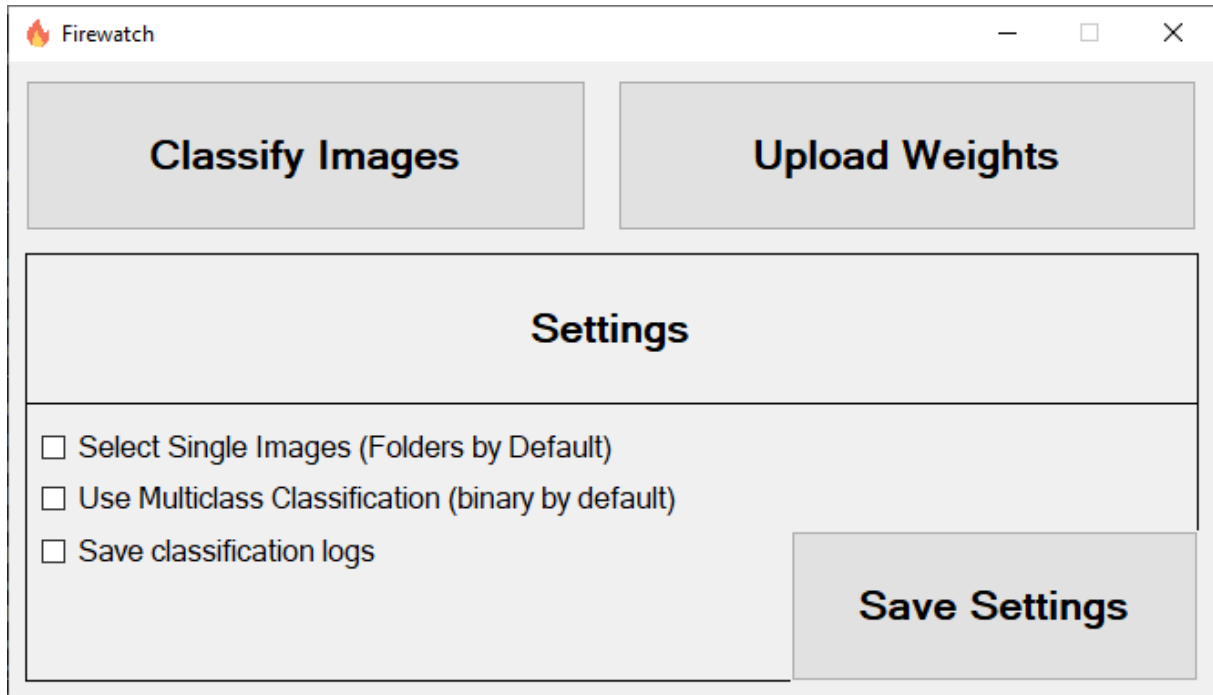 Firewatch
Classify Images
Upload Weights
Settings
Select Single Images (Folders by Default)
Use Multiclass Classification (binary by default)
Save classification logs
Save Settings